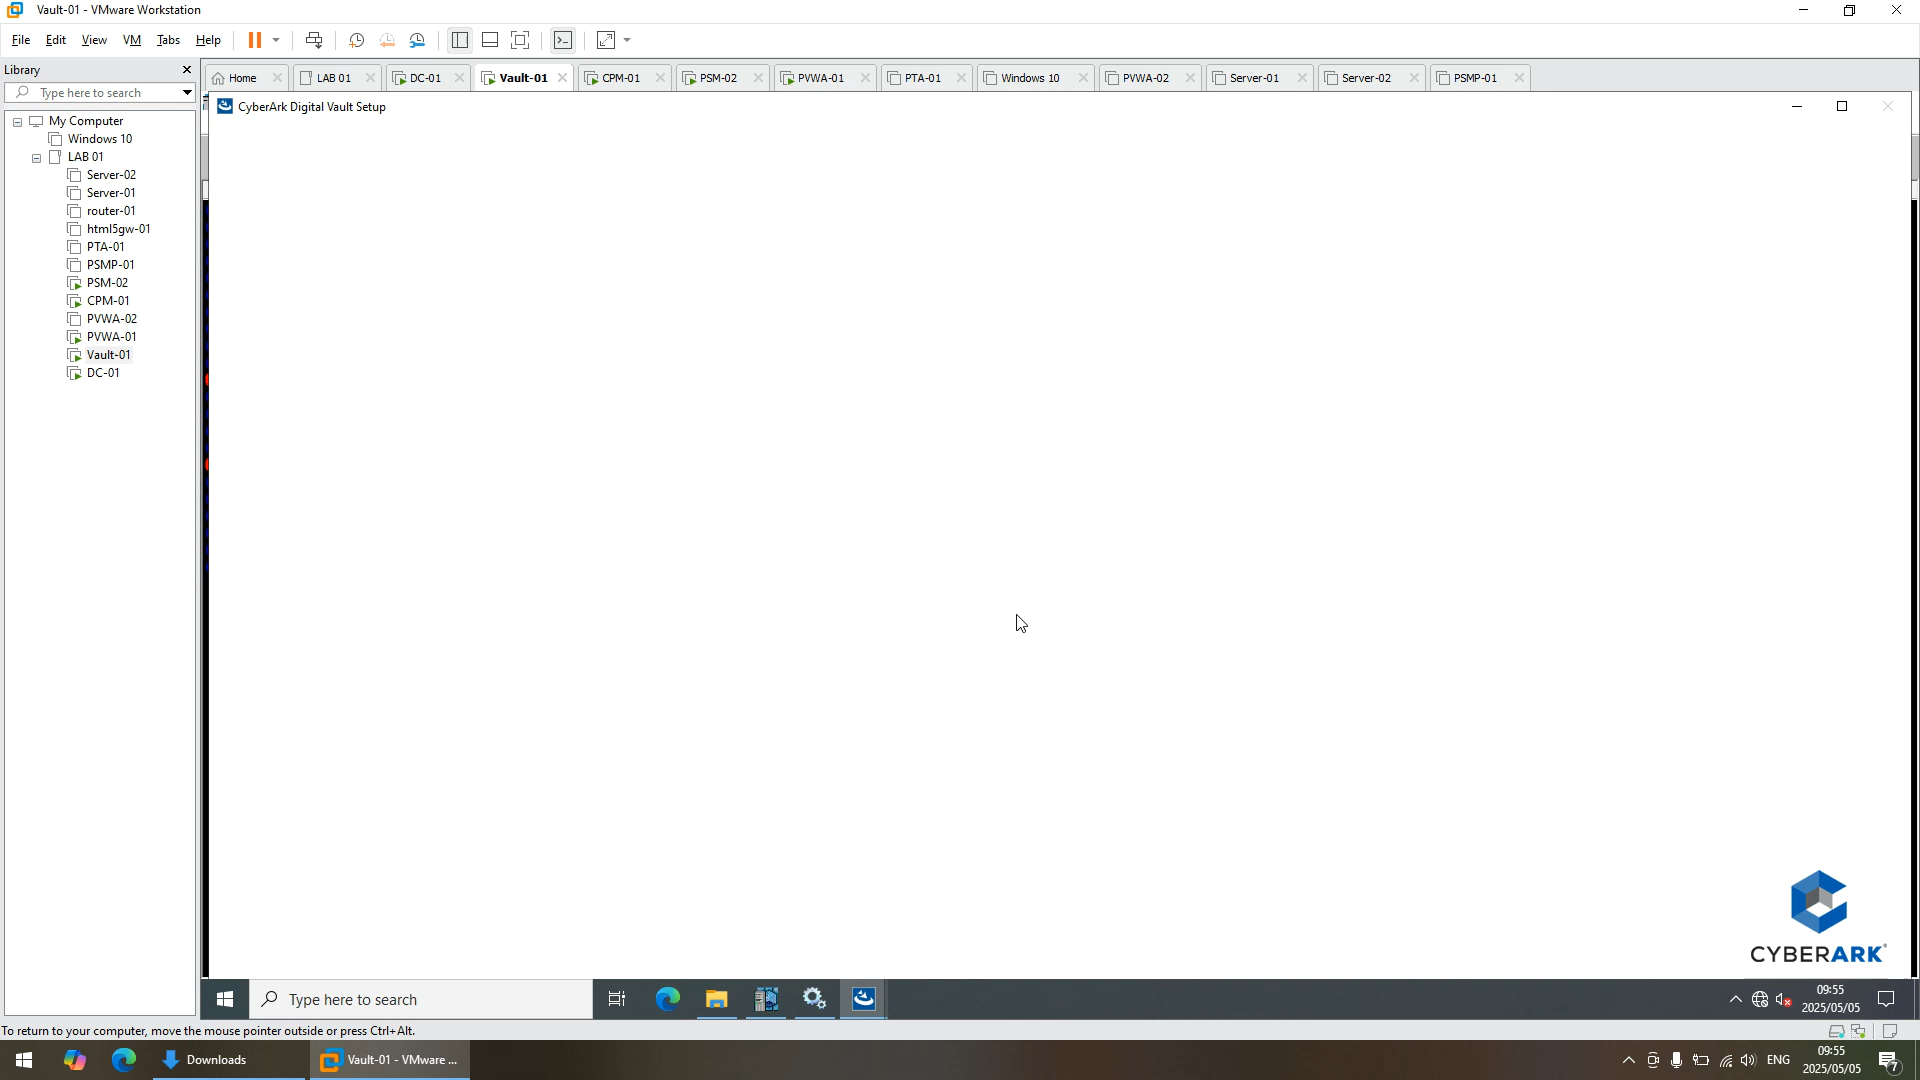 Vault-01 - VMware Workstation
File Edit View VM Tabs Help
Library
Home LAB 01 DC-01 Vault-01 CPM-01 PSM-02 PVWA-01 PTA-01 Windows 10 PVWA-02 Server-01 Server-02 PSMP-01
Type here to search
CyberArk Digital Vault Setup
My Computer
Windows 10
LAB 01
Server-02
Server-01
router-01
html5gw-01
PTA-01
PSMP-01
PSM-02
CPM-01
PVWA-02
PVWA-01
Vault-01
DC-01
CYBERARK
Type here to search
09:55
2025/05/05
To return to your computer, move the mouse pointer outside or press Ctrl+Alt.
Downloads
Vault-01 - VMware ...
ENG
09:55
2025/05/05
7